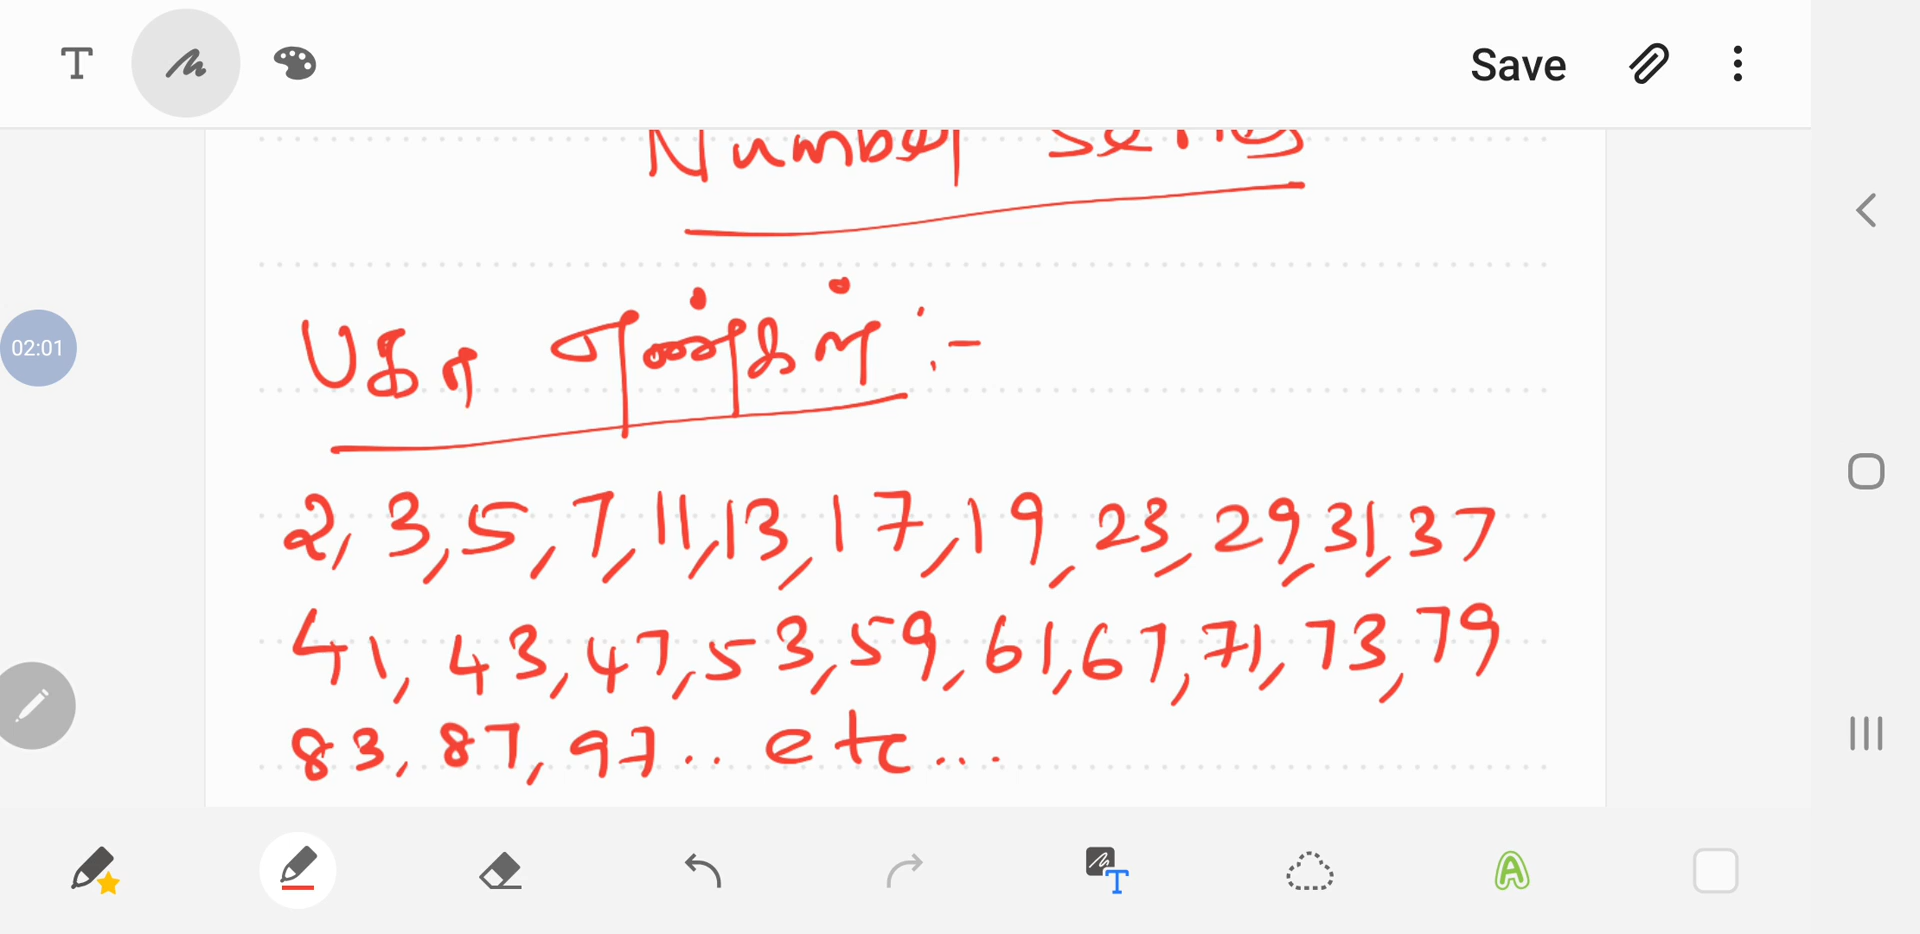 Save
Number series
02:01
பகா எண்கள் :-
2, 3, 5, 7, 11, 13, 17, 19, 23, 29, 31, 37
41, 43, 47, 53, 59, 61, 67, 71, 73, 79
83, 87, 97.. etc...